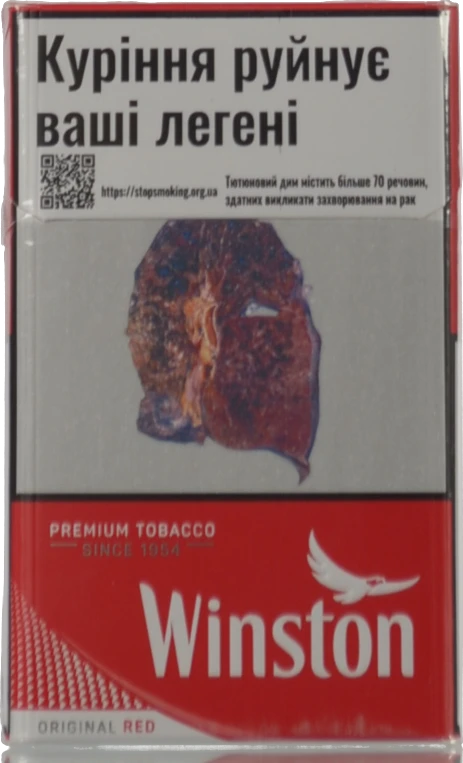 Куріння руйнує
ваші легені
https://stopsmoking.org.ua
Тютюновий дим містить більше 70 речовин,
здатних викликати захворювання на рак
PREMIUM TOBACCO
SINCE 1954
Winston
ORIGINAL RED